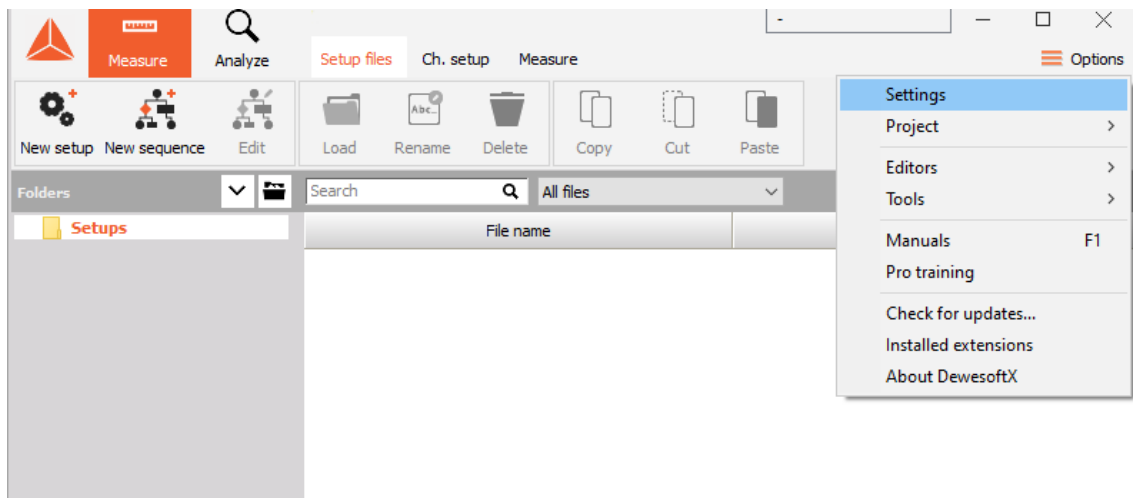 -
Measure
Analyze
Setup files
Ch. setup
Measure
Options
New setup
New sequence
Edit
Load
Abc...
Rename
Delete
Copy
Cut
Paste
Folders
Search
All files
Setups
File name
Settings
Project
Editors
Tools
Manuals F1
Pro training
Check for updates...
Installed extensions
About DewesoftX